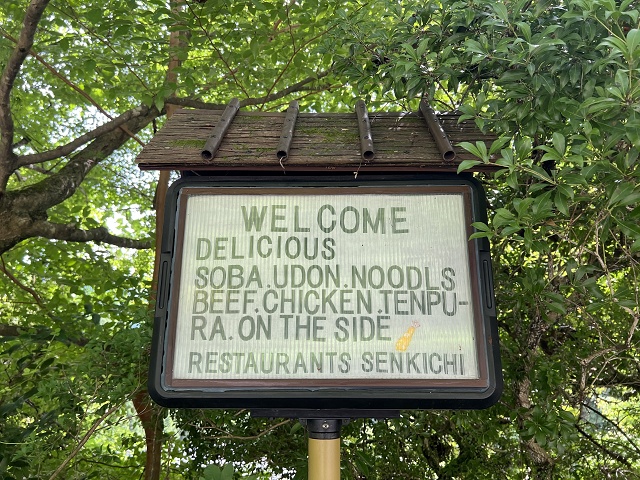 WELCOME
DELICIOUS
SOBA.UDON.NOODLS
BEEF.CHICKEN.TENPU-
RA.ON THE SIDE
RESTAURANTS SENKICHI